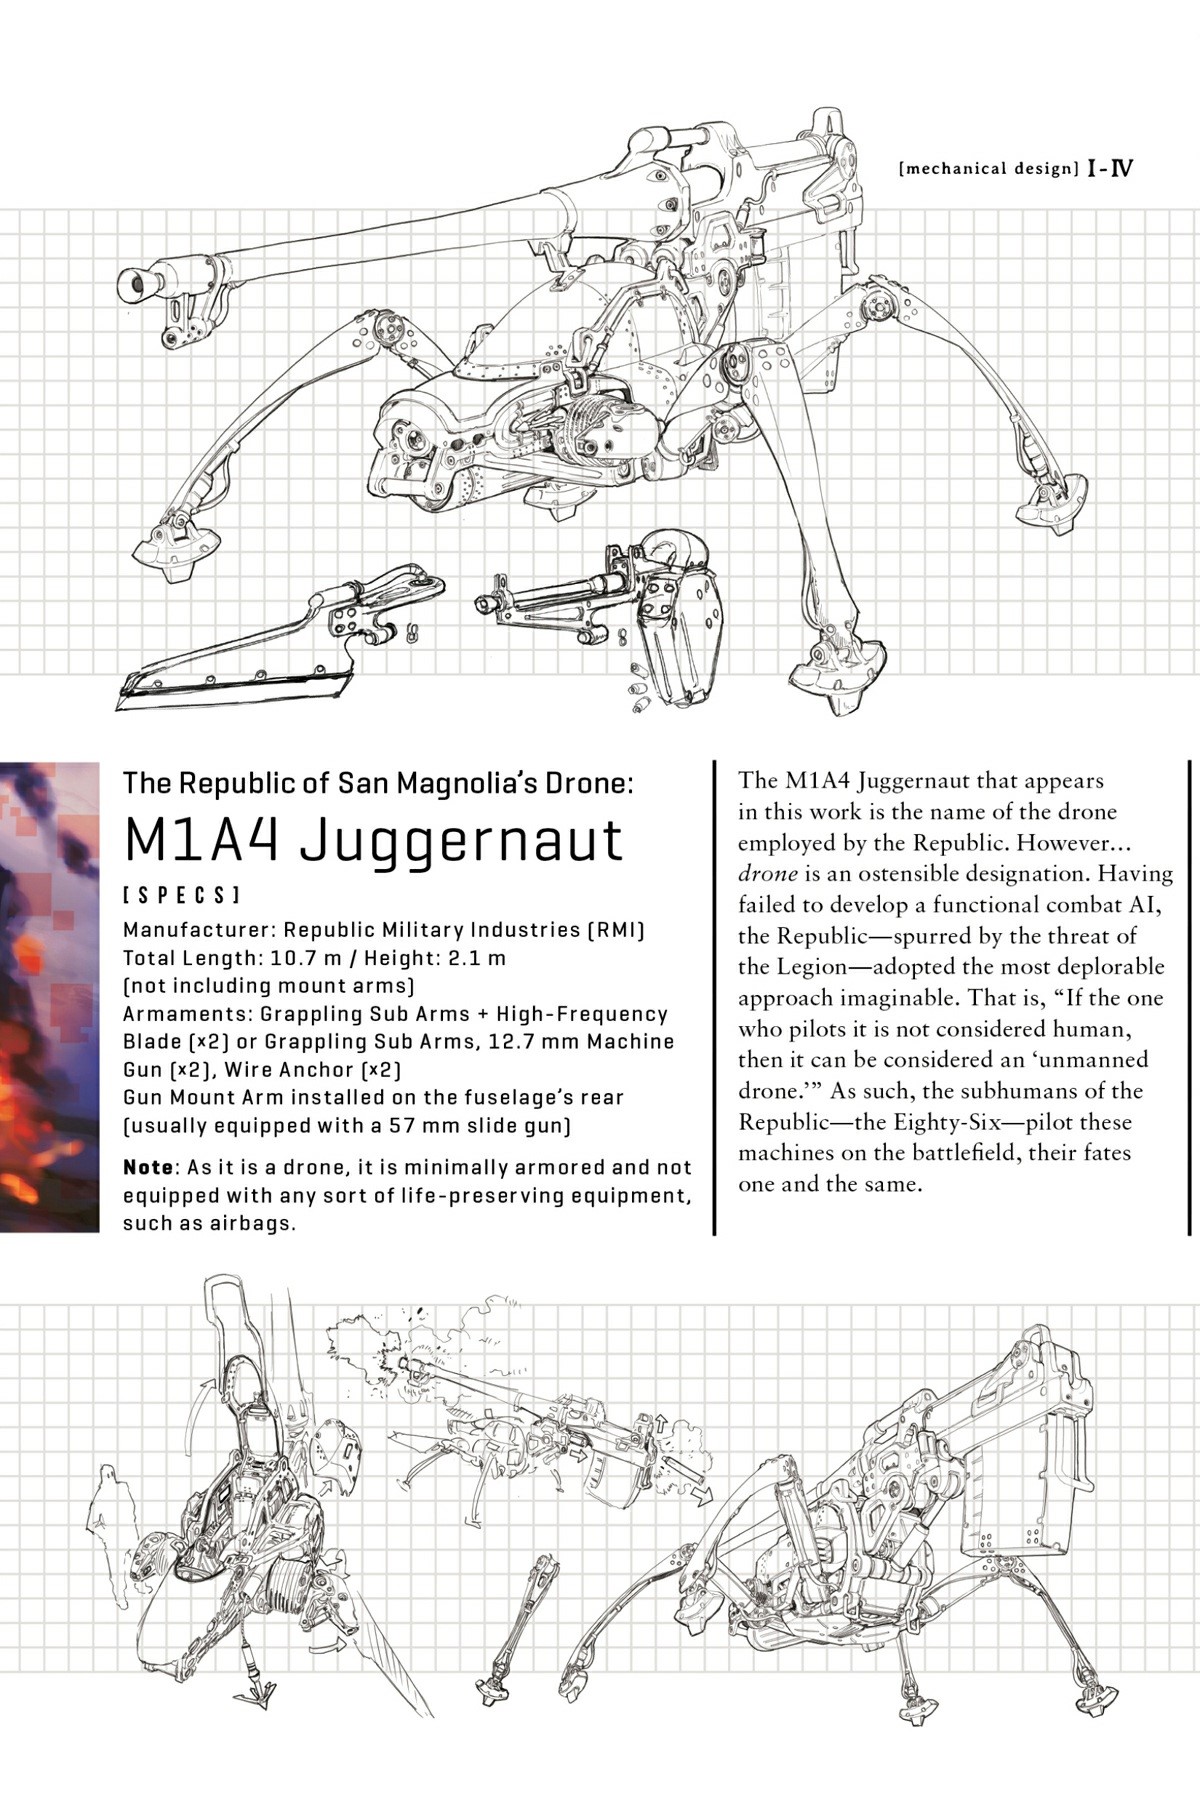 [mechanical design] I-IV
The Republic of San Magnolia's Drone:
M1A4 Juggernaut
[SPECS]
Manufacturer: Republic Military Industries (RMI)
Total Length: 10.7 m / Height: 2.1 m
(not including mount arms)
Armaments: Grappling Sub Arms + High-Frequency
Blade (×2) or Grappling Sub Arms, 12.7 mm Machine
Gun (×2), Wire Anchor (×2)
Gun Mount Arm installed on the fuselage's rear
(usually equipped with a 57 mm slide gun)
Note: As it is a drone, it is minimally armored and not
equipped with any sort of life-preserving equipment,
such as airbags.
The M1A4 Juggernaut that appears
in this work is the name of the drone
employed by the Republic. However…
drone is an ostensible designation. Having
failed to develop a functional combat AI,
the Republic—spurred by the threat of
the Legion—adopted the most deplorable
approach imaginable. That is, “If the one
who pilots it is not considered human,
then it can be considered an ‘unmanned
drone.’” As such, the subhumans of the
Republic—the Eighty-Six—pilot these
machines on the battlefield, their fates
one and the same.